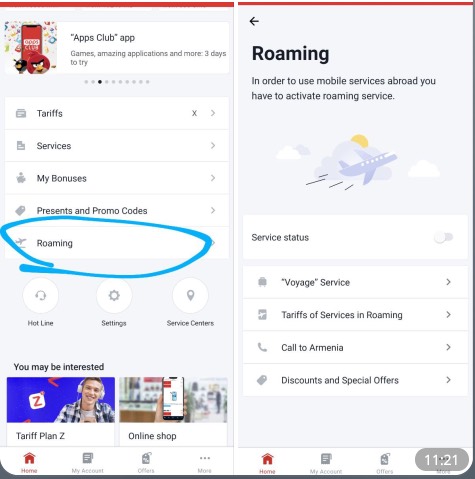 "Apps Club" app
APPS
CLUB
Games, amazing applications and more: 3 days
to try
Tariffs X
Services
My Bonuses
Presents and Promo Codes
Roaming
Hot Line
Settings
Service Centers
You may be interested
Z
Tariff Plan Z
Online shop
Home
My Account
Offers
More
Roaming
In order to use mobile services abroad you
have to activate roaming service.
Service status
"Voyage" Service
Tariffs of Services in Roaming
Call to Armenia
Discounts and Special Offers
Home
My Account
Offers
11:21